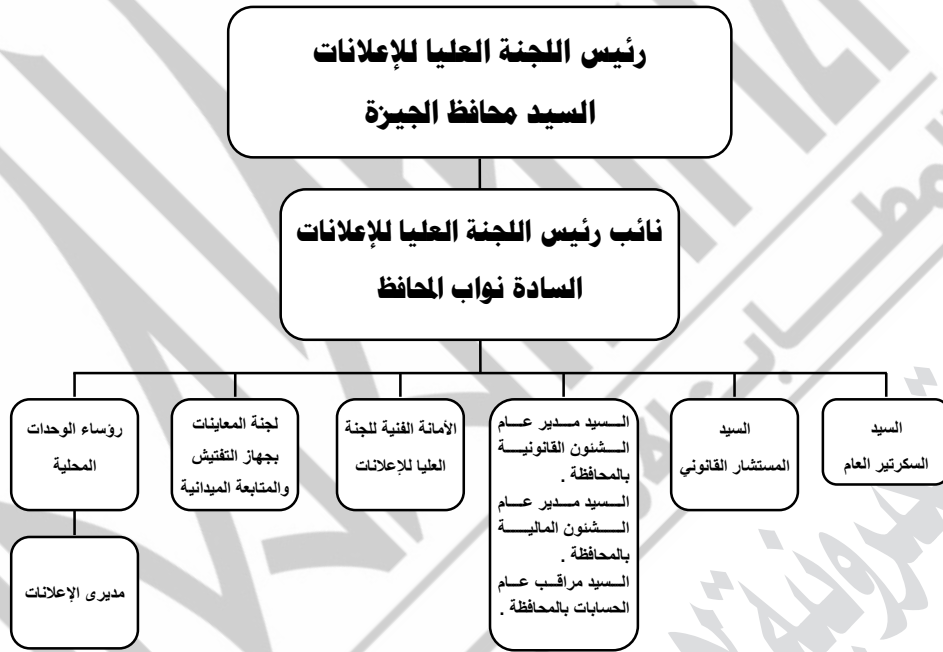 رئيس اللجنة العليا للإعلانات
السيد محافظ الجيزة
نائب رئيس اللجنة العليا للإعلانات
السادة نواب المحافظ
السيد
السكرتير العام
السيد
المستشار القانوني
السيد مدير عام
الشئون القانونية
بالمحافظة .
السيد مدير عام
الشئون المالية
بالمحافظة .
السيد مراقب عام
الحسابات بالمحافظة .
الأمانة الفنية للجنة
العليا للإعلانات
لجنة المعاينات
بجهاز التفتيش
والمتابعة الميدانية
رؤساء الوحدات
المحلية
مديرى الإعلانات